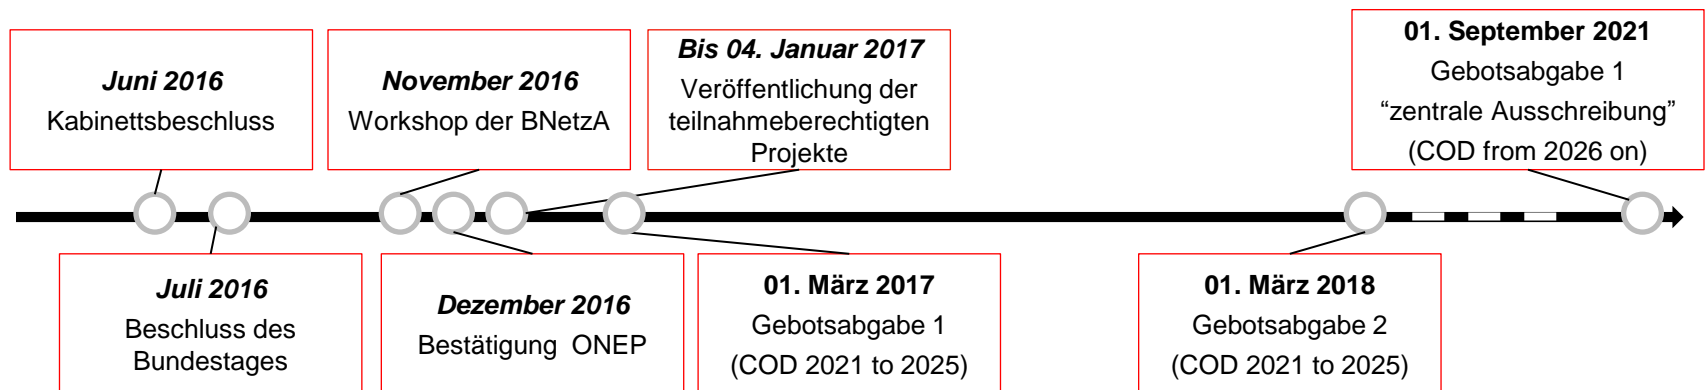 Juni 2016
Kabinettsbeschluss
Juli 2016
Beschluss des
Bundestages
November 2016
Workshop der BNetzA
Dezember 2016
Bestätigung ONEP
Bis 04. Januar 2017
Veröffentlichung der
teilnahmeberechtigten
Projekte
01. März 2017
Gebotsabgabe 1
(COD 2021 to 2025)
01. März 2018
Gebotsabgabe 2
(COD 2021 to 2025)
01. September 2021
Gebotsabgabe 1
“zentrale Ausschreibung”
(COD from 2026 on)